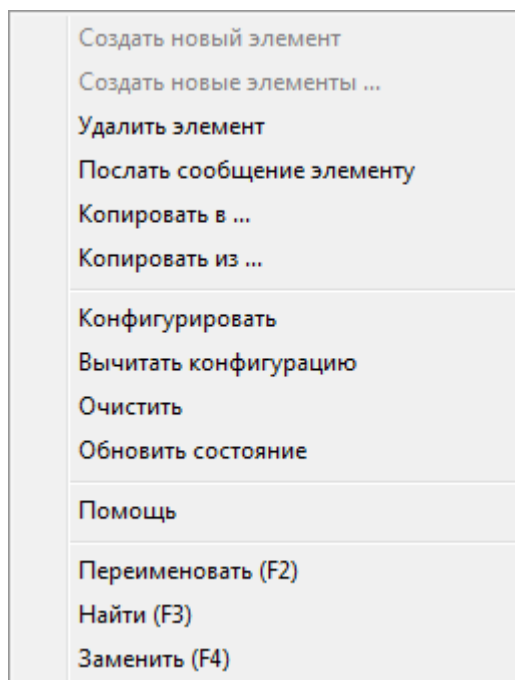 Создать новый элемент
Создать новые элементы ...
Удалить элемент
Послать сообщение элементу
Копировать в ...
Копировать из ...
Конфигурировать
Вычитать конфигурацию
Очистить
Обновить состояние
Помощь
Переименовать (F2)
Найти (F3)
Заменить (F4)